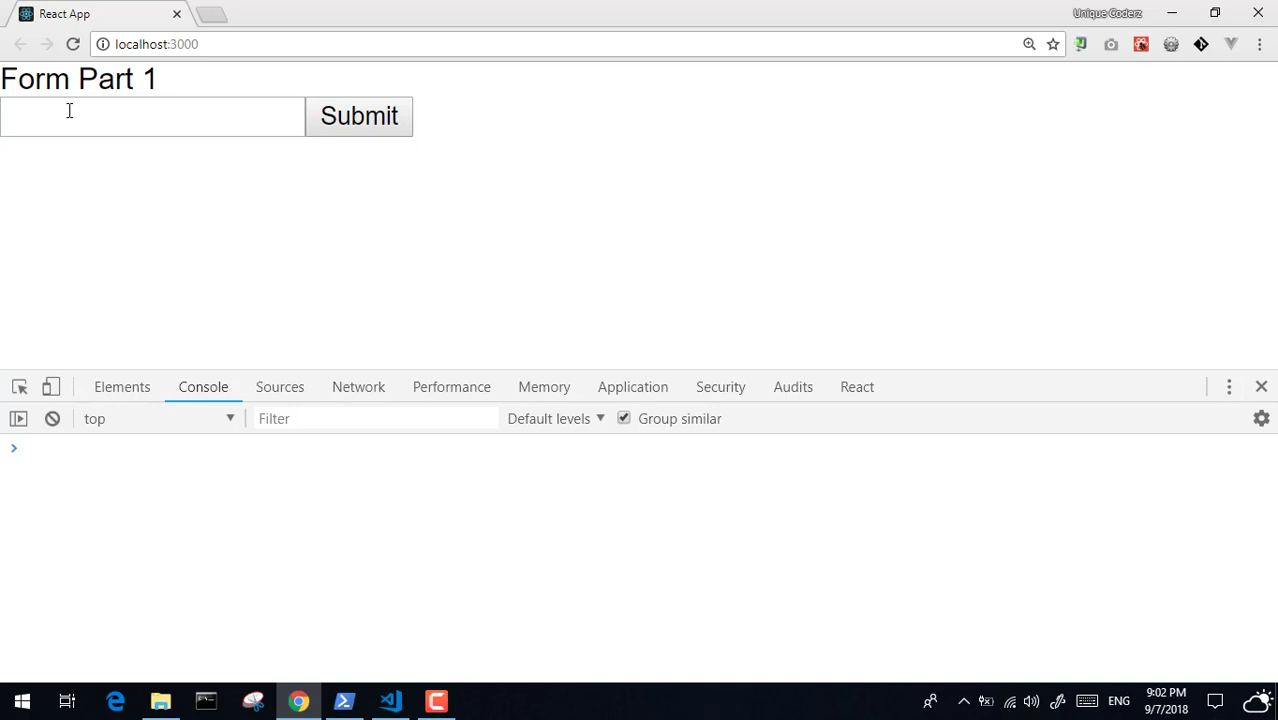 React App
Unique Coderz
localhost:3000
Form Part 1
Submit
Elements Console Sources Network Performance Memory Application Security Audits React
top Filter Default levels Group similar
ENG
9:02 PM
9/7/2018